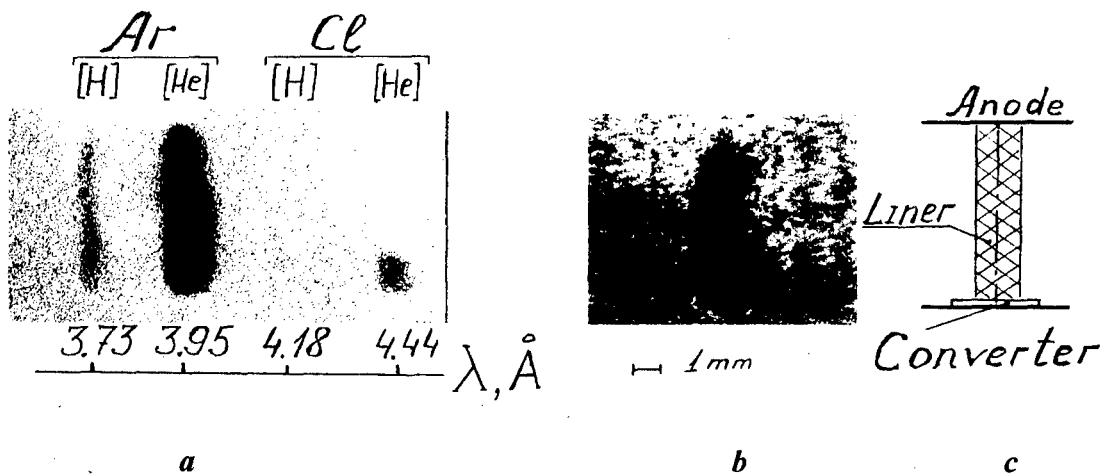 Ar Cl
[H] [He] [H] [He]
3.73 3.95 4.18 4.44
λ, Å
a
1mm
b
Anode
Liner
Converter
c